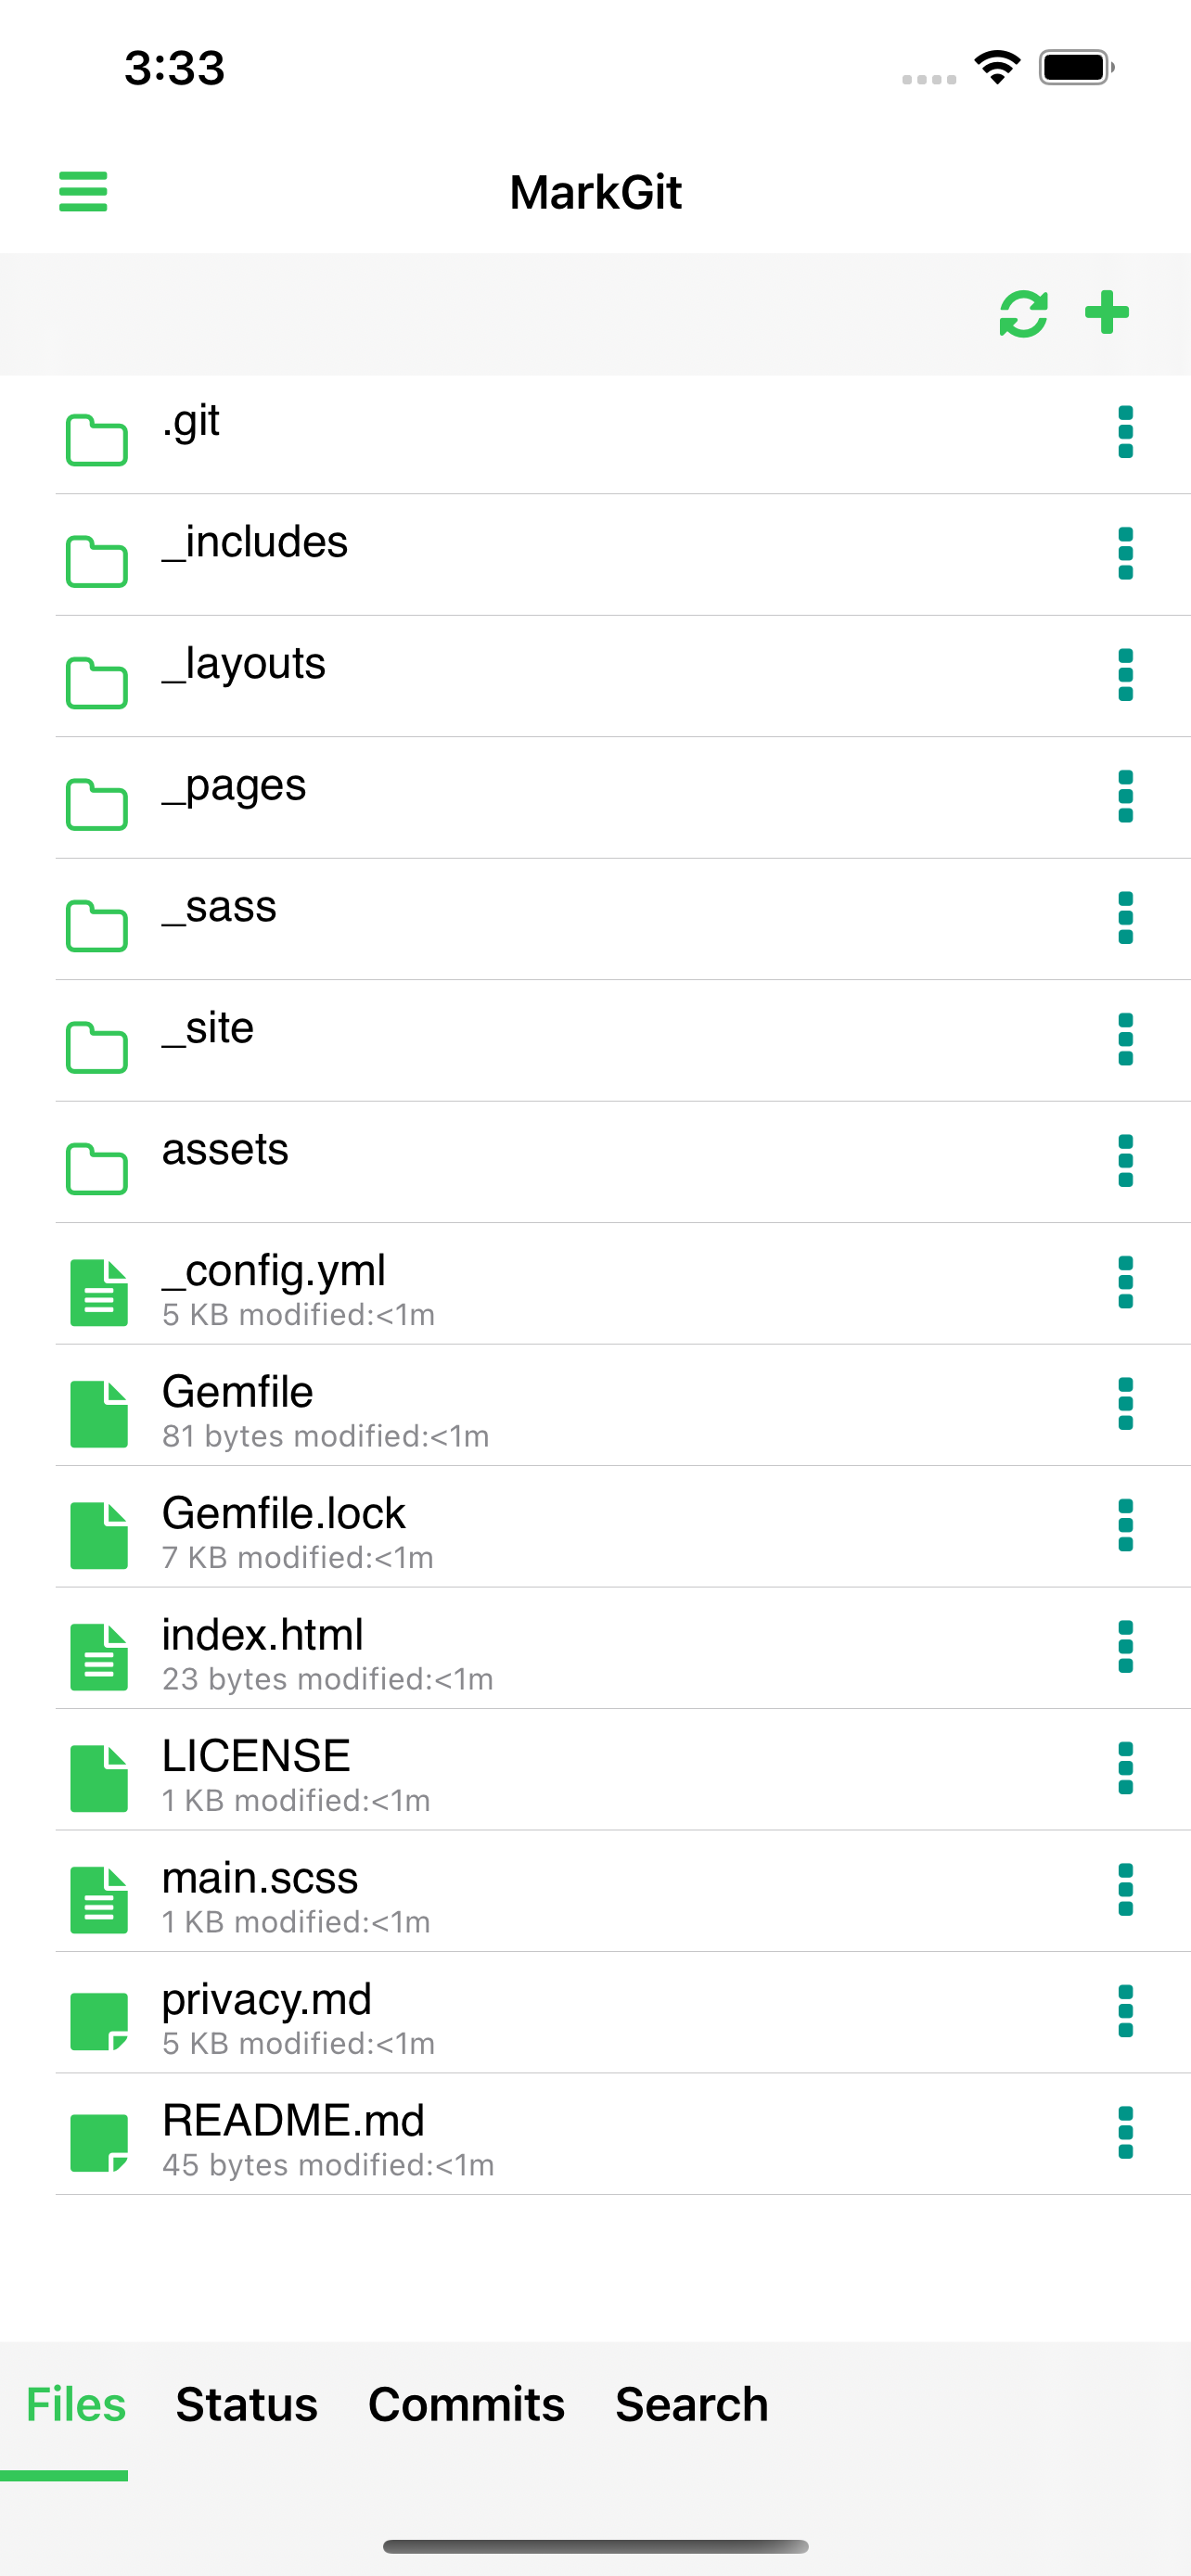 3:33
MarkGit
.git
_includes
_layouts
_pages
_sass
_site
assets
_config.yml
5 KB modified:<1m
Gemfile
81 bytes modified:<1m
Gemfile.lock
7 KB modified:<1m
index.html
23 bytes modified:<1m
LICENSE
1 KB modified:<1m
main.scss
1 KB modified:<1m
privacy.md
5 KB modified:<1m
README.md
45 bytes modified:<1m
Files Status Commits Search